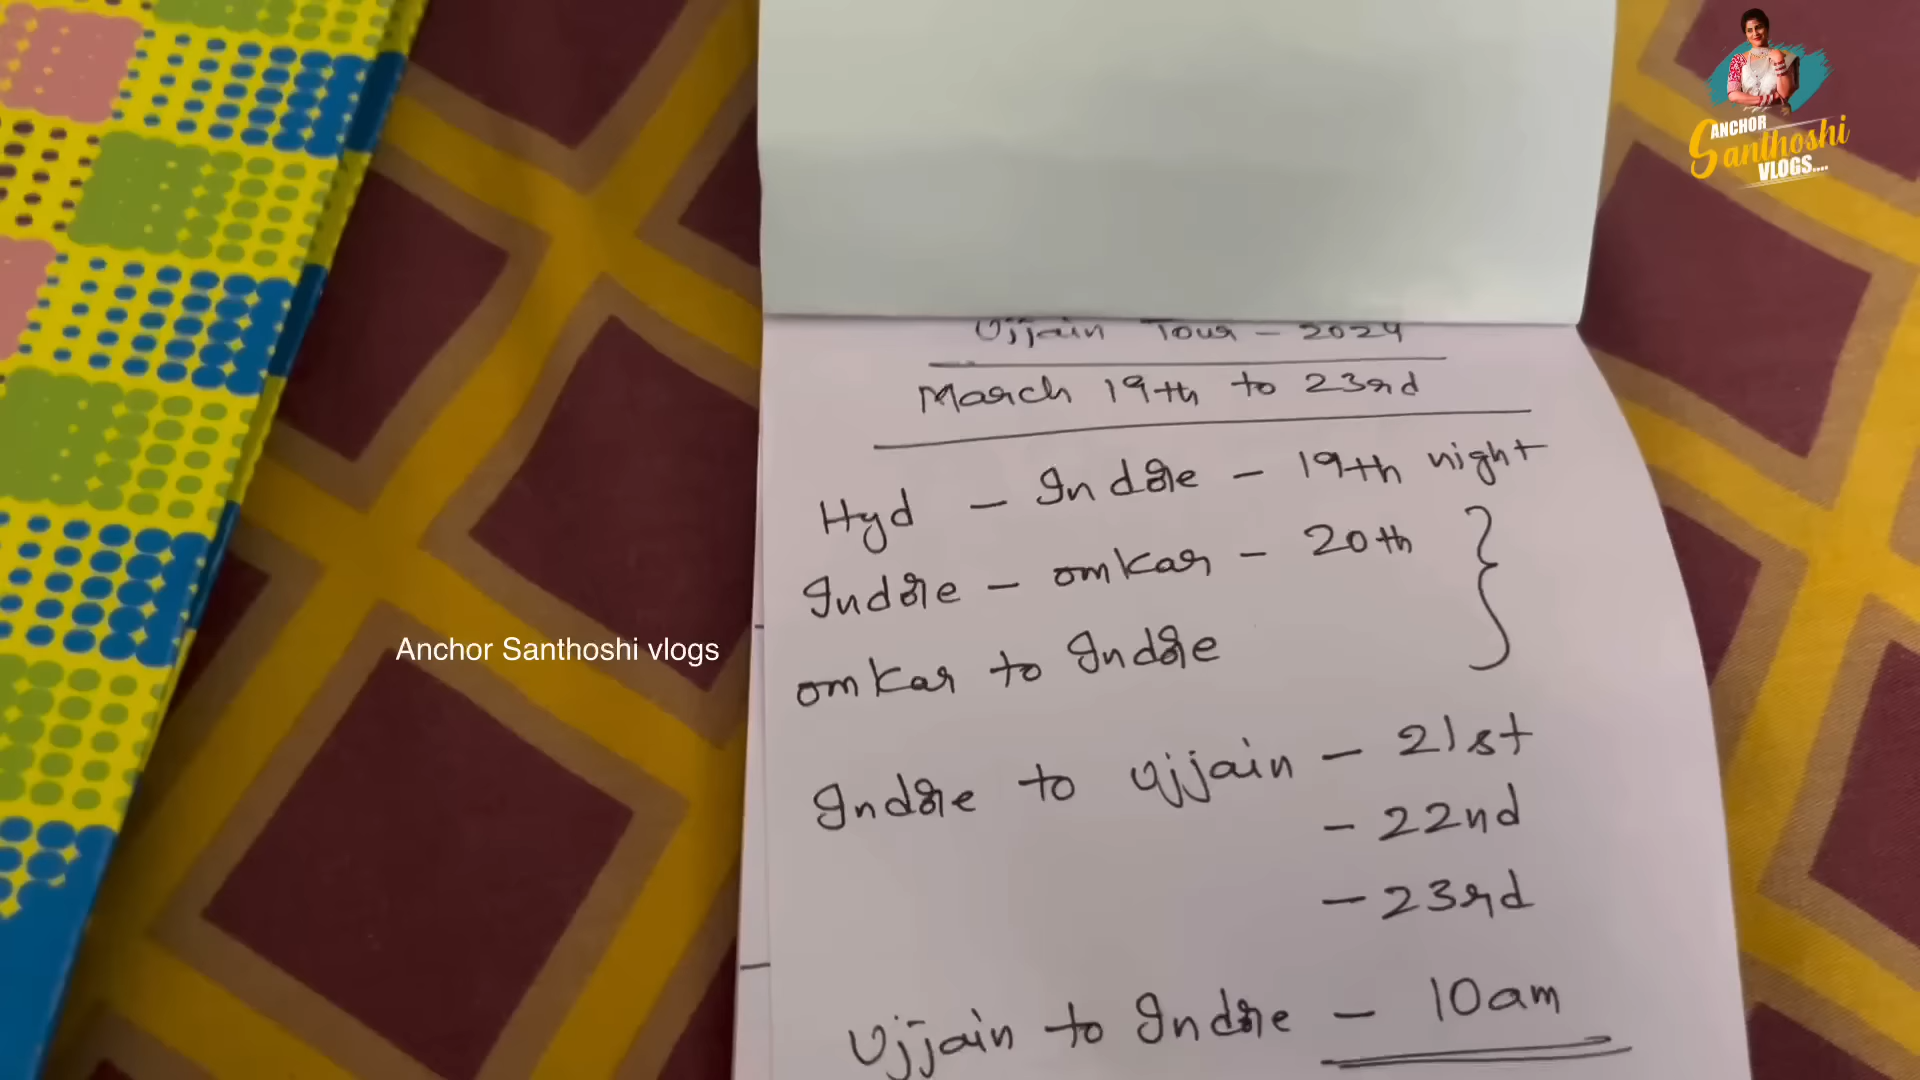 ANCHOR
Santhoshi
VLOGS....
Ujjain Tour - 2024
March 19th to 23rd
Hyd - Indore - 19th night
Indore - omkar - 20th
omkar to Indore
Anchor Santhoshi vlogs
Indore to Ujjain - 21st
- 22nd
- 23rd
Ujjain to Indore - 10am